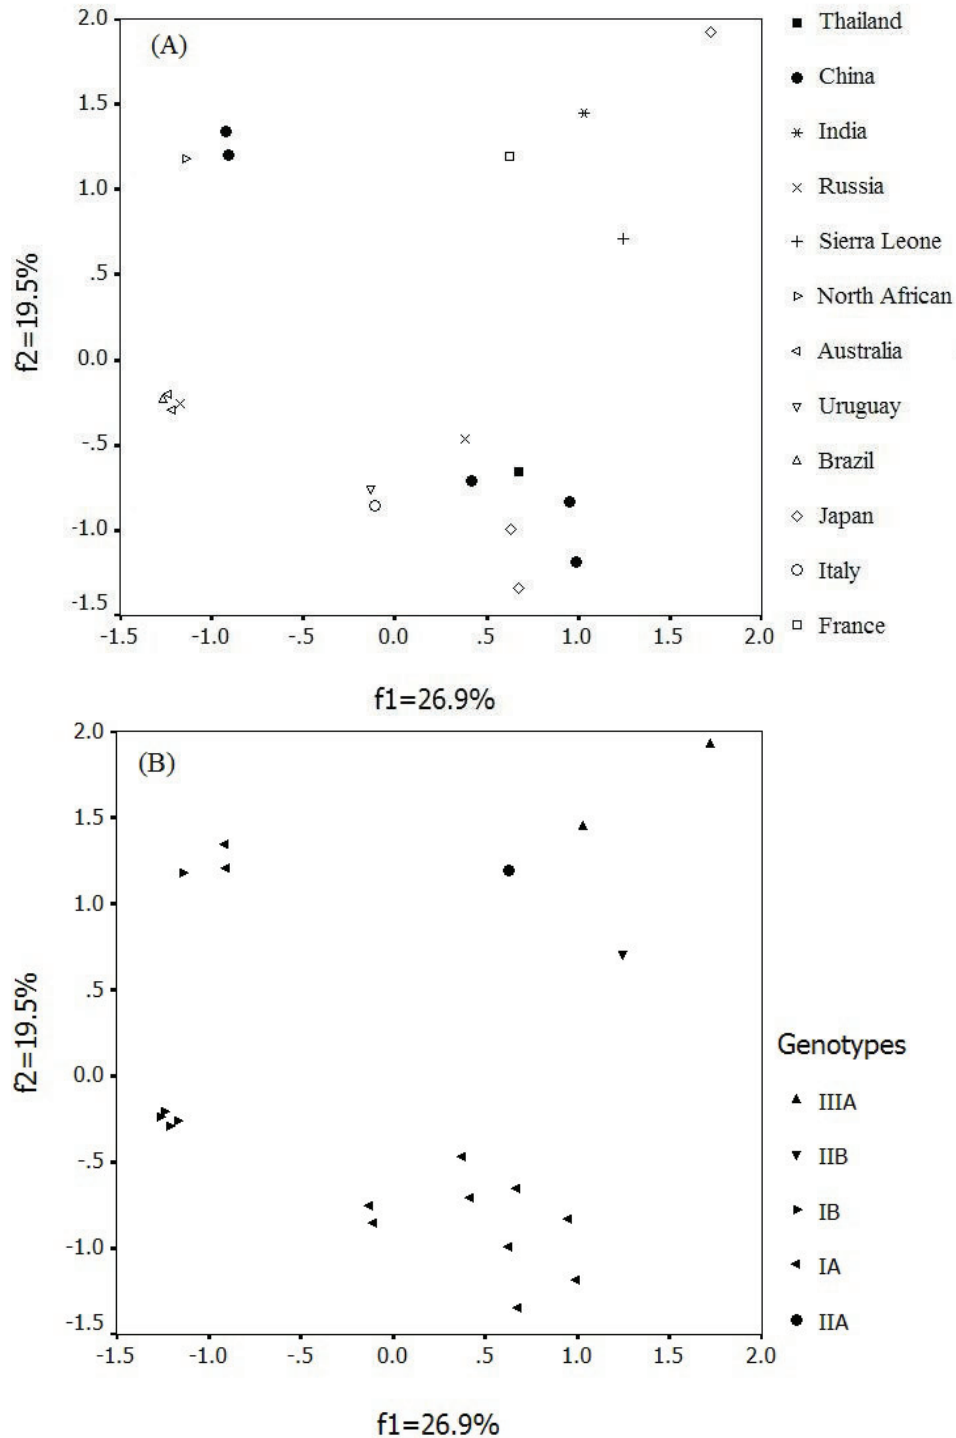 (A)
2.0
1.5
1.0
.5
0.0
-.5
-1.0
-1.5
f2=19.5%
-1.5 -1.0 -.5 0.0 .5 1.0 1.5 2.0
f1=26.9%
Thailand
China
India
Russia
Sierra Leone
North African
Australia
Uruguay
Brazil
Japan
Italy
France
(B)
2.0
1.5
1.0
.5
0.0
-.5
-1.0
-1.5
f2=19.5%
-1.5 -1.0 -.5 0.0 .5 1.0 1.5 2.0
f1=26.9%
Genotypes
IIIA
IIB
IB
IA
IIA